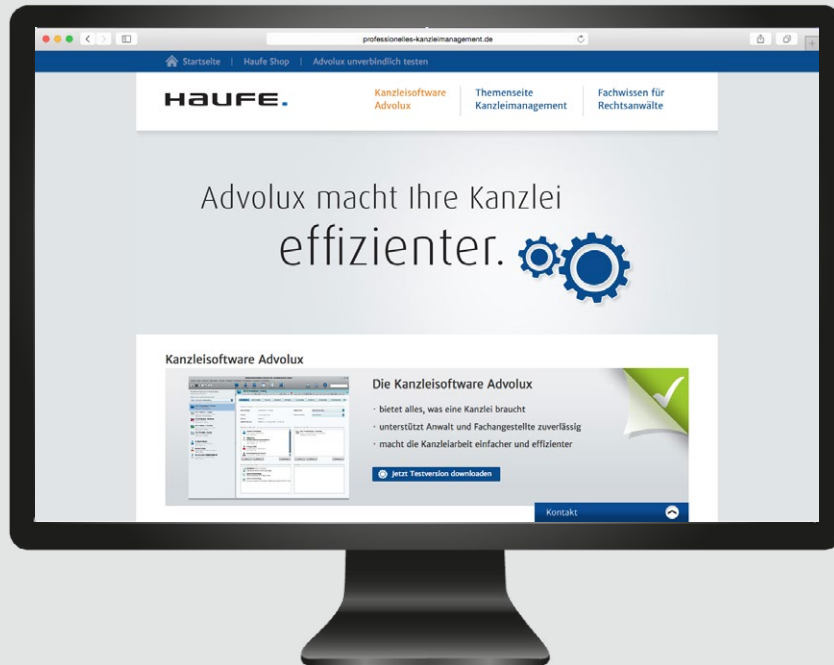 professionelles-kanzleimanagement.de
Startseite | Haufe Shop | Advolux unverbindlich testen
HAUFE.
Kanzleisoftware
Advolux
Themenseite
Kanzleimanagement
Fachwissen für
Rechtsanwälte
Advolux macht Ihre Kanzlei
effizienter.
Kanzleisoftware Advolux
Die Kanzleisoftware Advolux
· bietet alles, was eine Kanzlei braucht
· unterstützt Anwalt und Fachangestellte zuverlässig
· macht die Kanzleiarbeit einfacher und effizienter
Jetzt Testversion downloaden
Kontakt